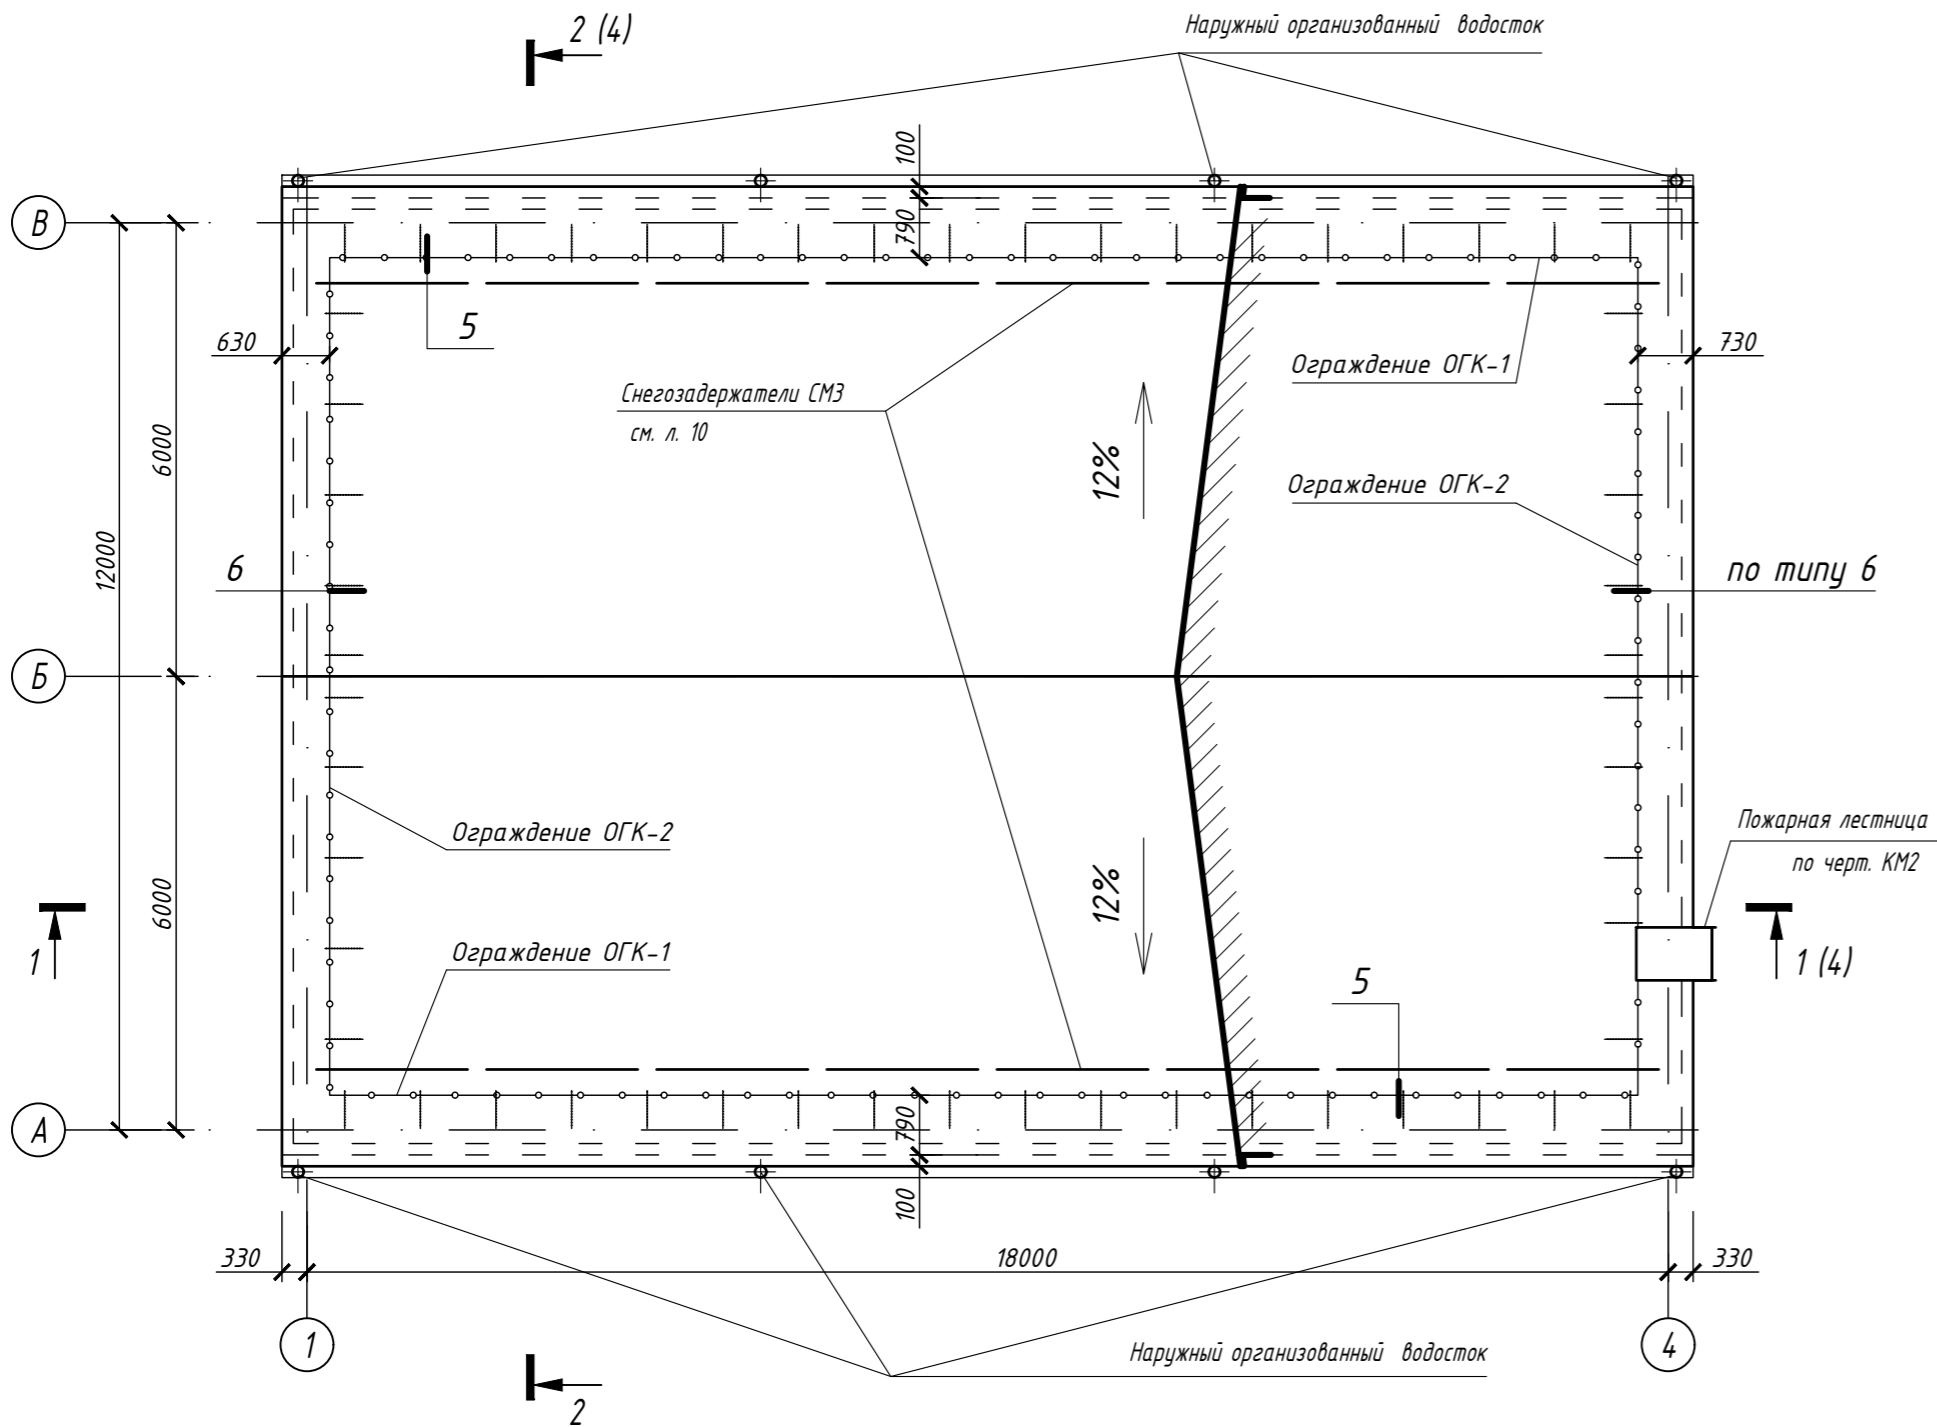 2 (4)
Наружный организованный водосток
100
790
В
5
630
730
Ограждение ОГК-1
Снегозадержатели СМЗ
см. л. 10
6000
12%
Ограждение ОГК-2
12000
6
по типу 6
Б
Ограждение ОГК-2
Пожарная лестница
по черт. КМ2
6000
12%
1
Ограждение ОГК-1
5
1 (4)
А
790
100
330
18000
330
1
4
Наружный организованный водосток
2